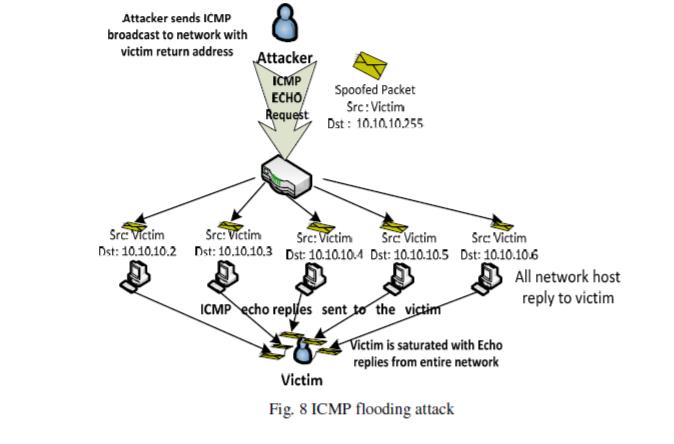 Attacker sends ICMP
broadcast to network with
victim return address
Attacker
ICMP
ECHO
Request
Spoofed Packet
Src : Victim
Dst : 10.10.10.255
Src: Victim
Dst: 10.10.10.2
Src: Victim
Dst: 10.10.10.3
Src: Victim
Dst: 10.10.10.4
Src: Victim
Dst: 10.10.10.5
Src: Victim
Dst: 10.10.10.6
All network host
reply to victim
ICMP echo replies sent to the victim
Victim is saturated with Echo
replies from entire network
Victim
Fig. 8 ICMP flooding attack